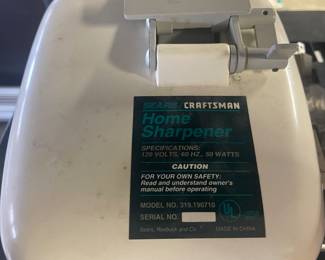 SEARS CRAFTSMAN
Home
Sharpener
SPECIFICATIONS:
120 VOLTS, 60 HZ., 50 WATTS
CAUTION
FOR YOUR OWN SAFETY:
Read and understand owner's
manual before operating
MODEL NO. 319.190710
SERIAL NO.
UL
Sears, Roebuck and Co.
MADE IN CHINA